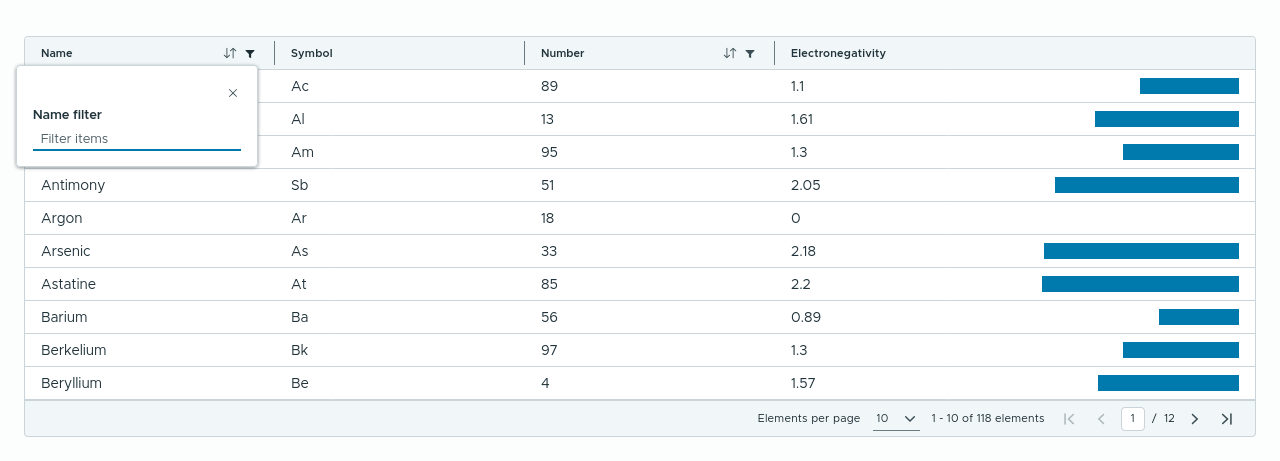 Name Symbol Number Electronegativity
Name filter
Filter items
Ac 89 1.1
Al 13 1.61
Am 95 1.3
Antimony Sb 51 2.05
Argon Ar 18 0
Arsenic As 33 2.18
Astatine At 85 2.2
Barium Ba 56 0.89
Berkelium Bk 97 1.3
Beryllium Be 4 1.57
Elements per page 10 1 - 10 of 118 elements 1 / 12